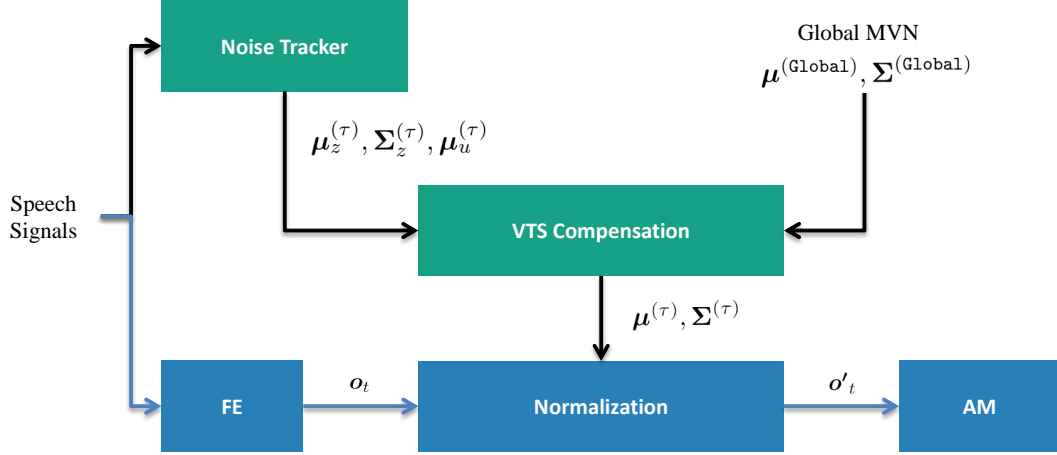 Noise Tracker
Global MVN
μ^(Global), Σ^(Global)
μ_z^(τ), Σ_z^(τ), μ_u^(τ)
Speech
Signals
VTS Compensation
μ^(τ), Σ^(τ)
FE
o_t
Normalization
o'_t
AM